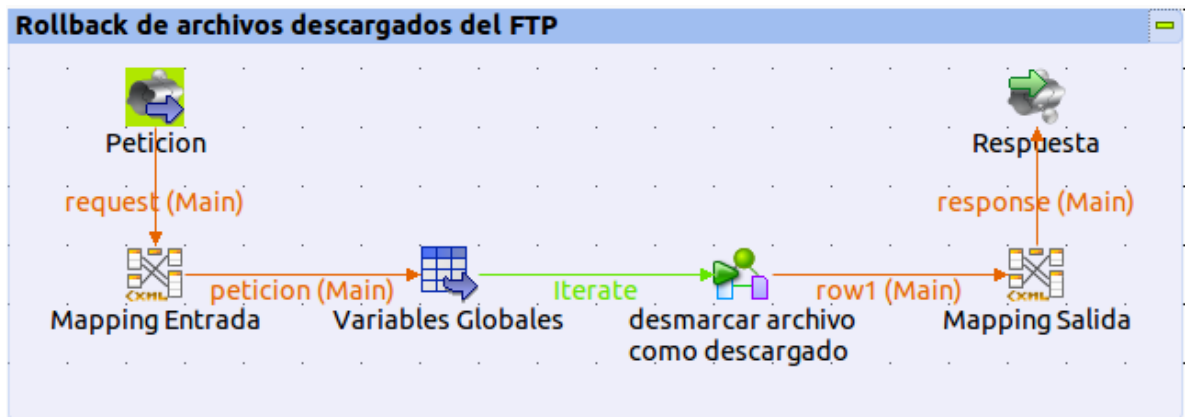 Rollback de archivos descargados del FTP
Peticion
Respuesta
request (Main)
response (Main)
peticion (Main)
Iterate
row1 (Main)
Mapping Entrada
Variables Globales
desmarcar archivo
como descargado
Mapping Salida